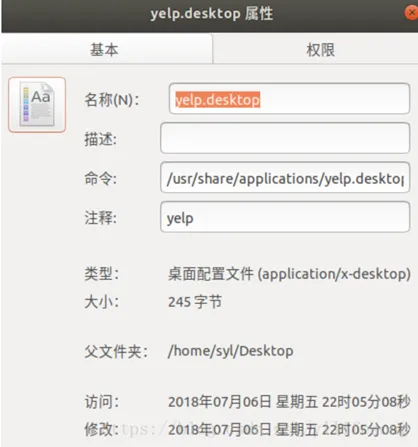 yelp.desktop 属性
基本 权限
Aa
名称(N)： yelp.desktop
描述:
命令: /usr/share/applications/yelp.desktop
注释: yelp
类型: 桌面配置文件 (application/x-desktop)
大小: 245 字节
父文件夹: /home/syl/Desktop
访问: 2018年07月06日 星期五 22时05分08秒
修改: 2018年07月06日 星期五 22时05分08秒